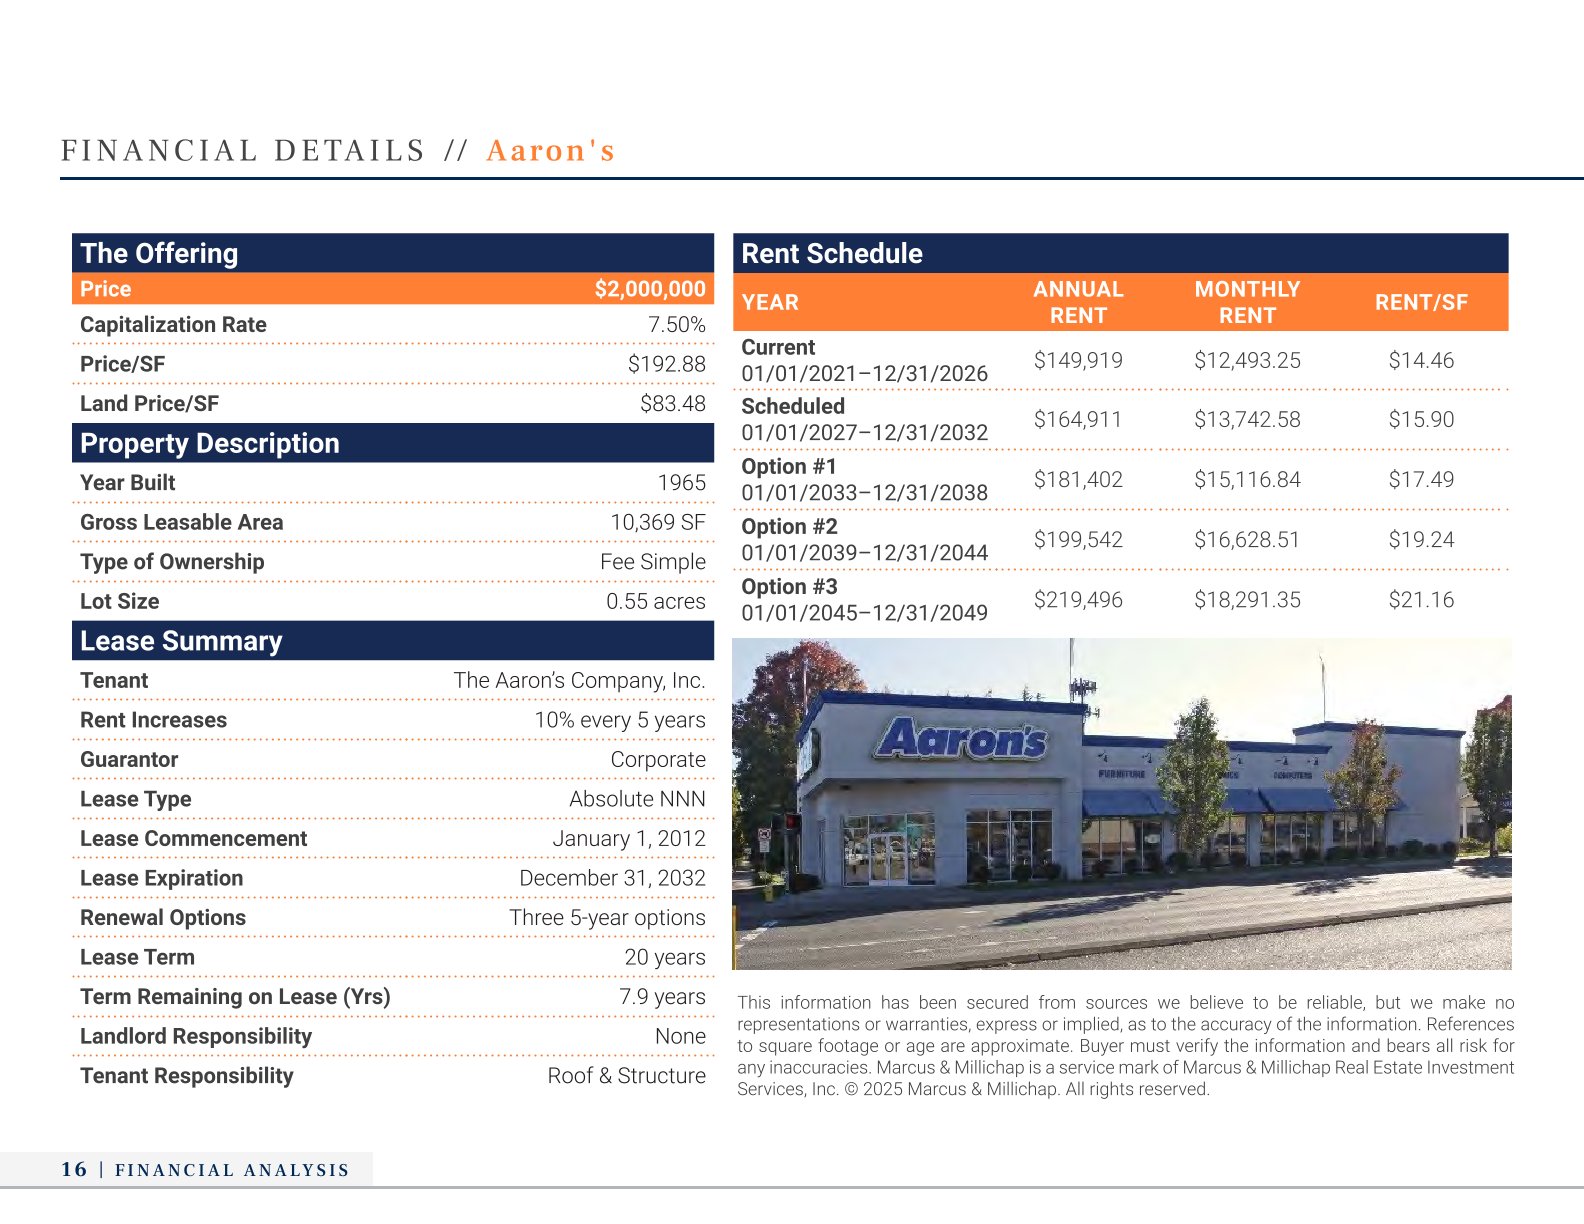 FINANCIAL DETAILS // Aaron's
The Offering
Price $2,000,000
Capitalization Rate 7.50%
Price/SF $192.88
Land Price/SF $83.48
Property Description
Year Built 1965
Gross Leasable Area 10,369 SF
Type of Ownership Fee Simple
Lot Size 0.55 acres
Lease Summary
Tenant The Aaron’s Company, Inc.
Rent Increases 10% every 5 years
Guarantor Corporate
Lease Type Absolute NNN
Lease Commencement January 1, 2012
Lease Expiration December 31, 2032
Renewal Options Three 5-year options
Lease Term 20 years
Term Remaining on Lease (Yrs) 7.9 years
Landlord Responsibility None
Tenant Responsibility Roof & Structure
Rent Schedule
YEAR ANNUAL RENT MONTHLY RENT RENT/SF
Current
01/01/2021–12/31/2026 $149,919 $12,493.25 $14.46
Scheduled
01/01/2027–12/31/2032 $164,911 $13,742.58 $15.90
Option #1
01/01/2033–12/31/2038 $181,402 $15,116.84 $17.49
Option #2
01/01/2039–12/31/2044 $199,542 $16,628.51 $19.24
Option #3
01/01/2045–12/31/2049 $219,496 $18,291.35 $21.16
Aaron's
FURNITURE
COMPUTERS
This information has been secured from sources we believe to be reliable, but we make no
representations or warranties, express or implied, as to the accuracy of the information. References
to square footage or age are approximate. Buyer must verify the information and bears all risk for
any inaccuracies. Marcus & Millichap is a service mark of Marcus & Millichap Real Estate Investment
Services, Inc. © 2025 Marcus & Millichap. All rights reserved.
16 | FINANCIAL ANALYSIS